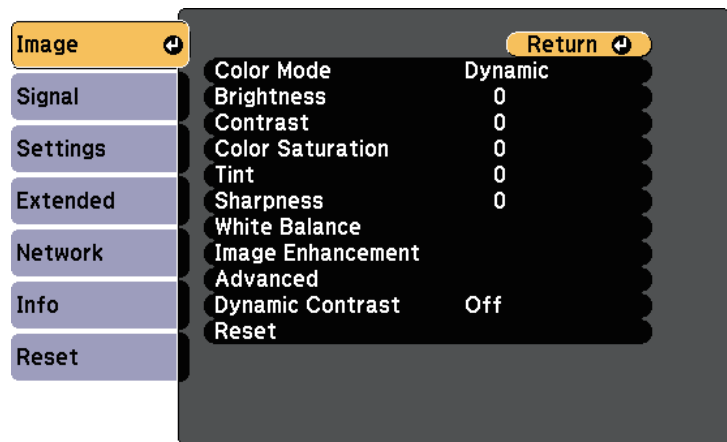 Image
Signal
Settings
Extended
Network
Info
Reset
Return
Color Mode Dynamic
Brightness 0
Contrast 0
Color Saturation 0
Tint 0
Sharpness 0
White Balance
Image Enhancement
Advanced
Dynamic Contrast Off
Reset